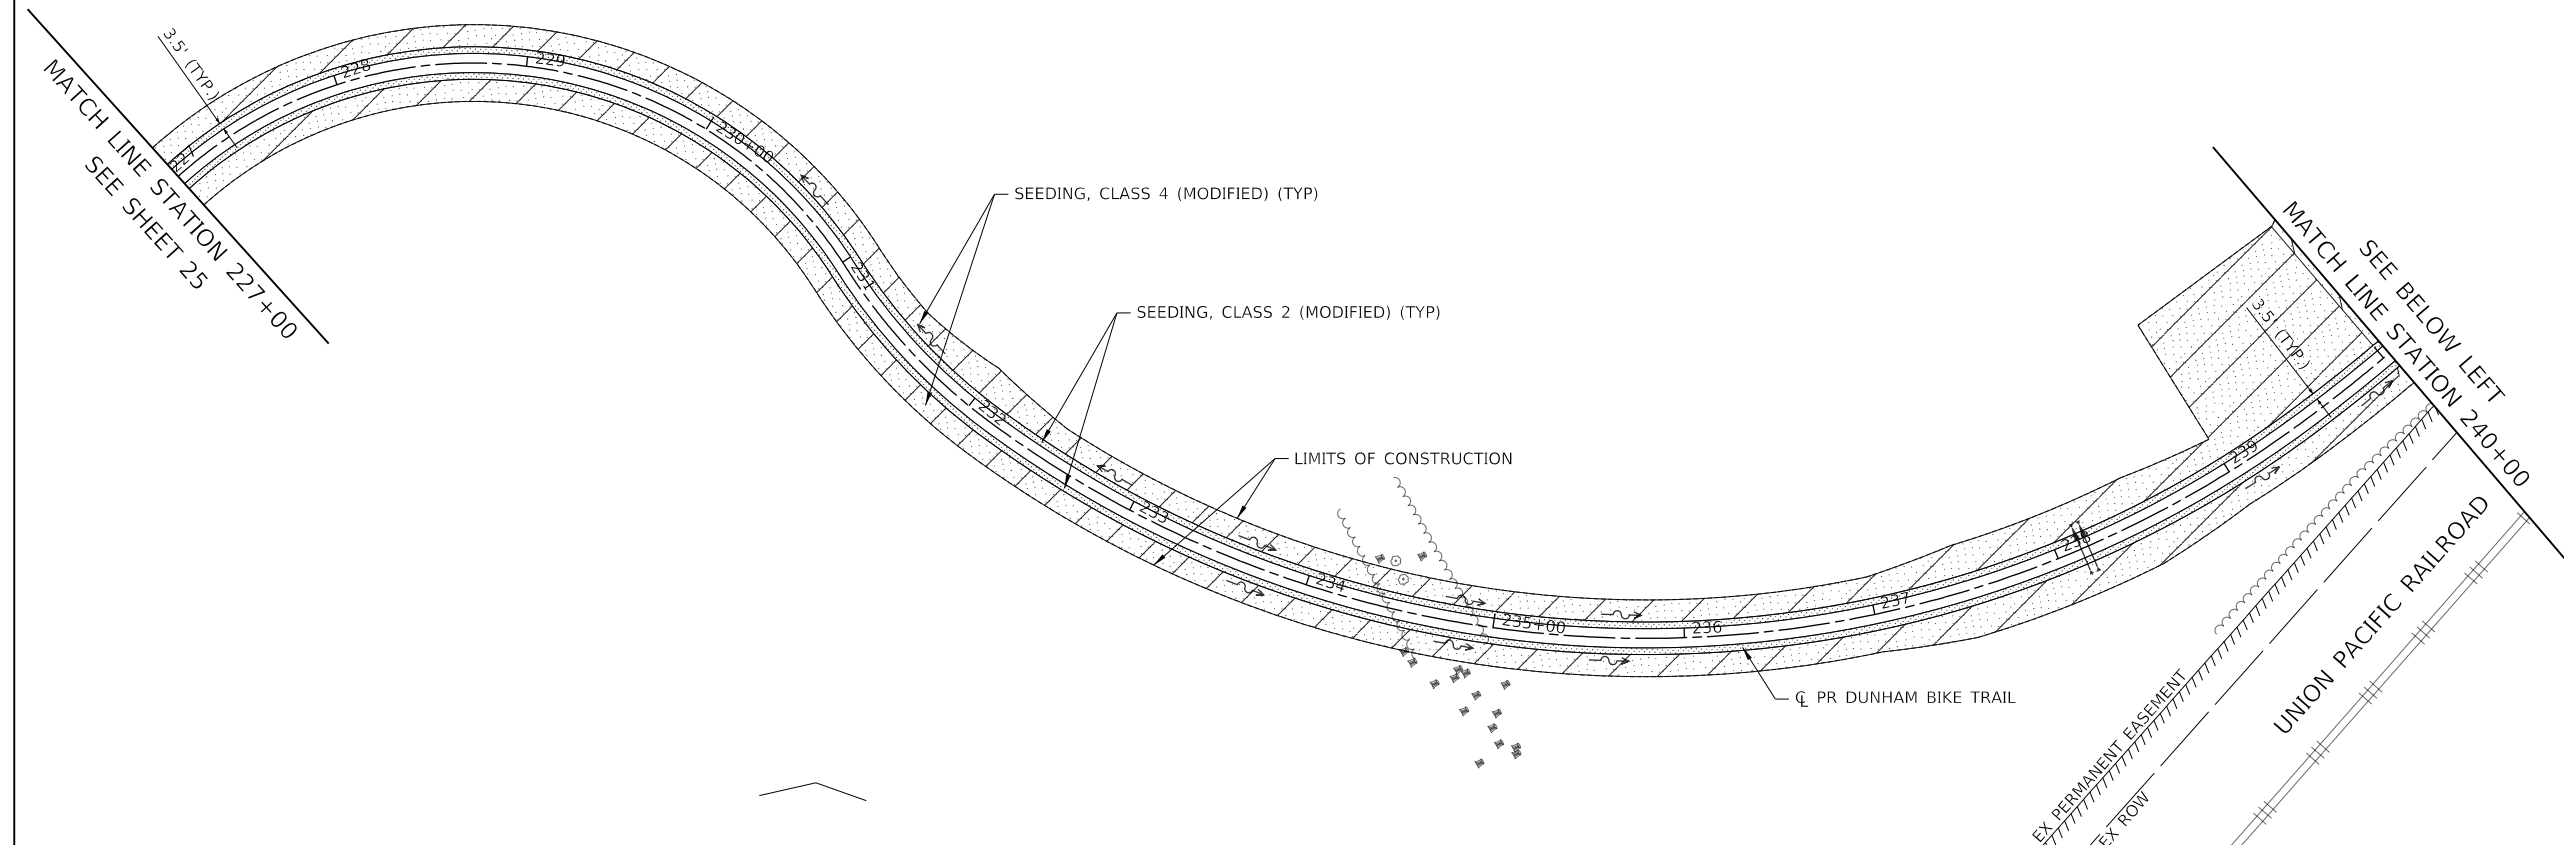 3.5' (TYP.)
MATCH LINE STATION 227+00
SEE SHEET 25
227
228
229
230+00
231
232
233
234
235+00
236
237
238
239
SEEDING, CLASS 4 (MODIFIED) (TYP)
SEEDING, CLASS 2 (MODIFIED) (TYP)
LIMITS OF CONSTRUCTION
℄ PR DUNHAM BIKE TRAIL
3.5' (TYP.)
SEE BELOW LEFT
MATCH LINE STATION 240+00
UNION PACIFIC RAILROAD
EX PERMANENT EASEMENT
EX ROW